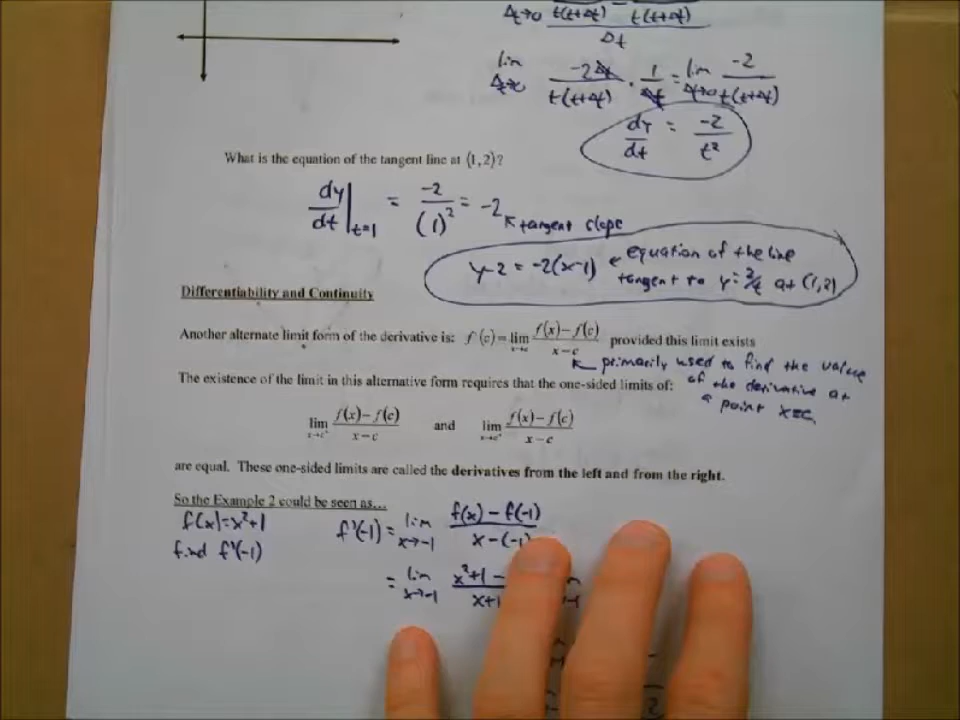 Δt→0 t(t+Δt) - t(t+Δt)
Δt
lim Δt→0 -2Δt / t(t+Δt) · 1/Δt = lim Δt→0 -2 / t(t+Δt)
dy/dt = -2/t²
What is the equation of the tangent line at (1,2)?
dy/dt |t=1 = -2/(1)² = -2
↖ tangent slope
y-2 = -2(x-1) ← equation of the line
tangent to y=2/t at (1,2)
Differentiability and Continuity
Another alternate limit form of the derivative is: f'(c) = lim x→c f(x)-f(c) / x-c provided this limit exists
↖ primarily used to find the value
of the derivative at
a point x=c.
The existence of the limit in this alternative form requires that the one-sided limits of:
lim f(x)-f(c) / x-c and lim f(x)-f(c) / x-c
are equal. These one-sided limits are called the derivatives from the left and from the right.
So the Example 2 could be seen as...
f(x)=x²+1
find f'(-1)
f'(-1) = lim x→-1 f(x)-f(-1) / x-(-1)
= lim x→-1 x²+1- / x+1